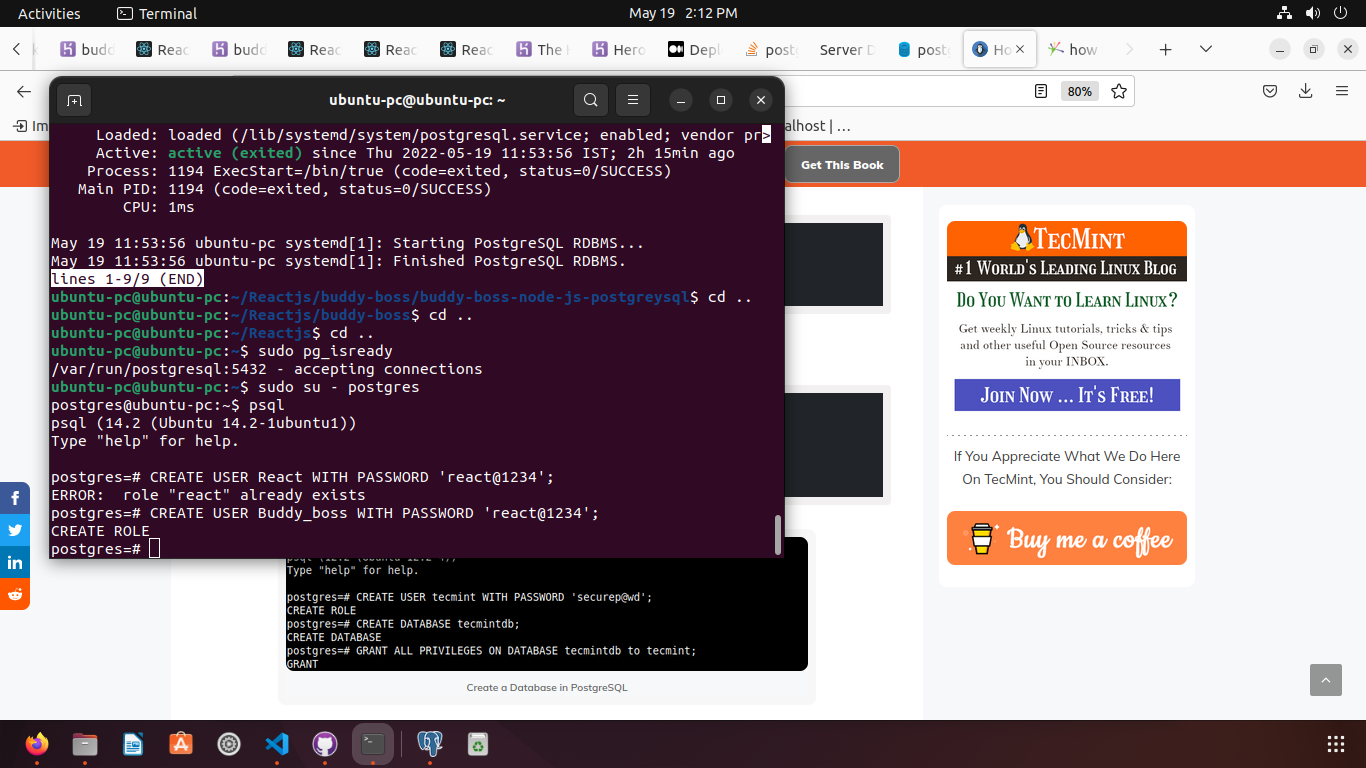 Activities
Terminal
May 19 2:12 PM
budd
Reac
budd
Reac
Reac
Reac
The
Hero
Depl
post
Server D
post
Ho
how
ubuntu-pc@ubuntu-pc: ~
80%
Im
alhost | …
Loaded: loaded (/lib/systemd/system/postgresql.service; enabled; vendor pr>
Active: active (exited) since Thu 2022-05-19 11:53:56 IST; 2h 15min ago
Process: 1194 ExecStart=/bin/true (code=exited, status=0/SUCCESS)
Main PID: 1194 (code=exited, status=0/SUCCESS)
CPU: 1ms
May 19 11:53:56 ubuntu-pc systemd[1]: Starting PostgreSQL RDBMS...
May 19 11:53:56 ubuntu-pc systemd[1]: Finished PostgreSQL RDBMS.
lines 1-9/9 (END)
ubuntu-pc@ubuntu-pc:~/Reactjs/buddy-boss/buddy-boss-node-js-postgreysql$ cd ..
ubuntu-pc@ubuntu-pc:~/Reactjs/buddy-boss$ cd ..
ubuntu-pc@ubuntu-pc:~/Reactjs$ cd ..
ubuntu-pc@ubuntu-pc:~$ sudo pg_isready
/var/run/postgresql:5432 - accepting connections
ubuntu-pc@ubuntu-pc:~$ sudo su - postgres
postgres@ubuntu-pc:~$ psql
psql (14.2 (Ubuntu 14.2-1ubuntu1))
Type "help" for help.
postgres=# CREATE USER React WITH PASSWORD 'react@1234';
ERROR:  role "react" already exists
postgres=# CREATE USER Buddy_boss WITH PASSWORD 'react@1234';
CREATE ROLE
postgres=#
Get This Book
TECMINT
#1 WORLD'S LEADING LINUX BLOG
DO YOU WANT TO LEARN LINUX?
Get weekly Linux tutorials, tricks & tips
and other useful Open Source resources
in your INBOX.
JOIN NOW ... IT'S FREE!
If You Appreciate What We Do Here
On TecMint, You Should Consider:
Buy me a coffee
Type "help" for help.
postgres=# CREATE USER tecmint WITH PASSWORD 'securep@wd';
CREATE ROLE
postgres=# CREATE DATABASE tecmintdb;
CREATE DATABASE
postgres=# GRANT ALL PRIVILEGES ON DATABASE tecmintdb to tecmint;
GRANT
Create a Database in PostgreSQL